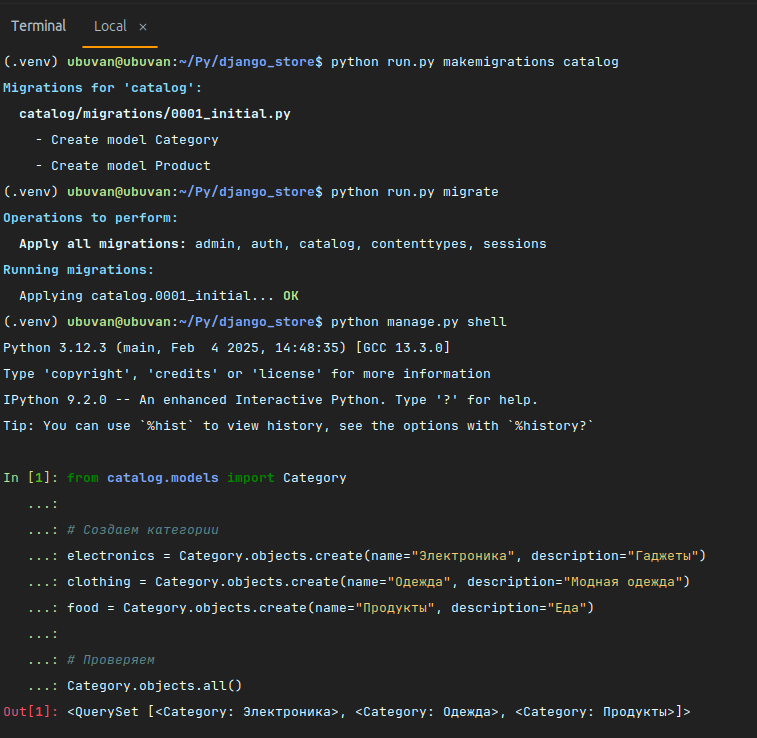 Terminal Local ×
(.venv) ubuvan@ubuvan:~/Py/django_store$ python run.py makemigrations catalog
Migrations for 'catalog':
  catalog/migrations/0001_initial.py
    - Create model Category
    - Create model Product
(.venv) ubuvan@ubuvan:~/Py/django_store$ python run.py migrate
Operations to perform:
  Apply all migrations: admin, auth, catalog, contenttypes, sessions
Running migrations:
  Applying catalog.0001_initial... OK
(.venv) ubuvan@ubuvan:~/Py/django_store$ python manage.py shell
Python 3.12.3 (main, Feb  4 2025, 14:48:35) [GCC 13.3.0]
Type 'copyright', 'credits' or 'license' for more information
IPython 9.2.0 -- An enhanced Interactive Python. Type '?' for help.
Tip: You can use `%hist` to view history, see the options with `%history?`
In [1]: from catalog.models import Category
   ...:
   ...: # Создаем категории
   ...: electronics = Category.objects.create(name="Электроника", description="Гаджеты")
   ...: clothing = Category.objects.create(name="Одежда", description="Модная одежда")
   ...: food = Category.objects.create(name="Продукты", description="Еда")
   ...:
   ...: # Проверяем
   ...: Category.objects.all()
Out[1]: <QuerySet [<Category: Электроника>, <Category: Одежда>, <Category: Продукты>]>